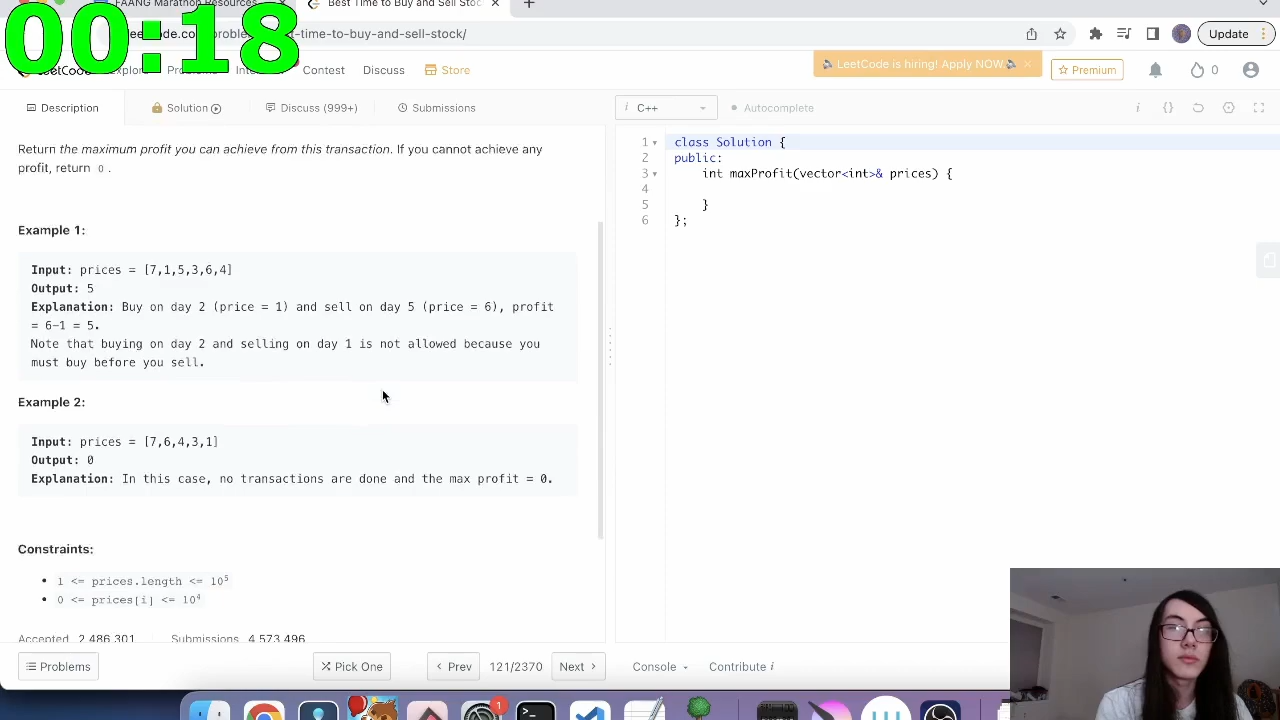 FAANG Marathon Resources
Best Time to Buy and Sell Stoc
00:18
-time-to-buy-and-sell-stock/
Update
Contest
Discuss
Store
LeetCode is hiring! Apply NOW.
Premium
0
Description
Solution
Discuss (999+)
Submissions
i C++
Autocomplete
i
{}
Return the maximum profit you can achieve from this transaction. If you cannot achieve any
profit, return 0 .
Example 1:
Input: prices = [7,1,5,3,6,4]
Output: 5
Explanation: Buy on day 2 (price = 1) and sell on day 5 (price = 6), profit
= 6-1 = 5.
Note that buying on day 2 and selling on day 1 is not allowed because you
must buy before you sell.
Example 2:
Input: prices = [7,6,4,3,1]
Output: 0
Explanation: In this case, no transactions are done and the max profit = 0.
Constraints:
1 <= prices.length <= 10⁵
0 <= prices[i] <= 10⁴
Accepted 2,486,301
Submissions 4,573,496
1 class Solution {
2 public:
3 int maxProfit(vector<int>& prices) {
4
5 }
6 };
Problems
Pick One
Prev
121/2370
Next
Console
Contribute i
1